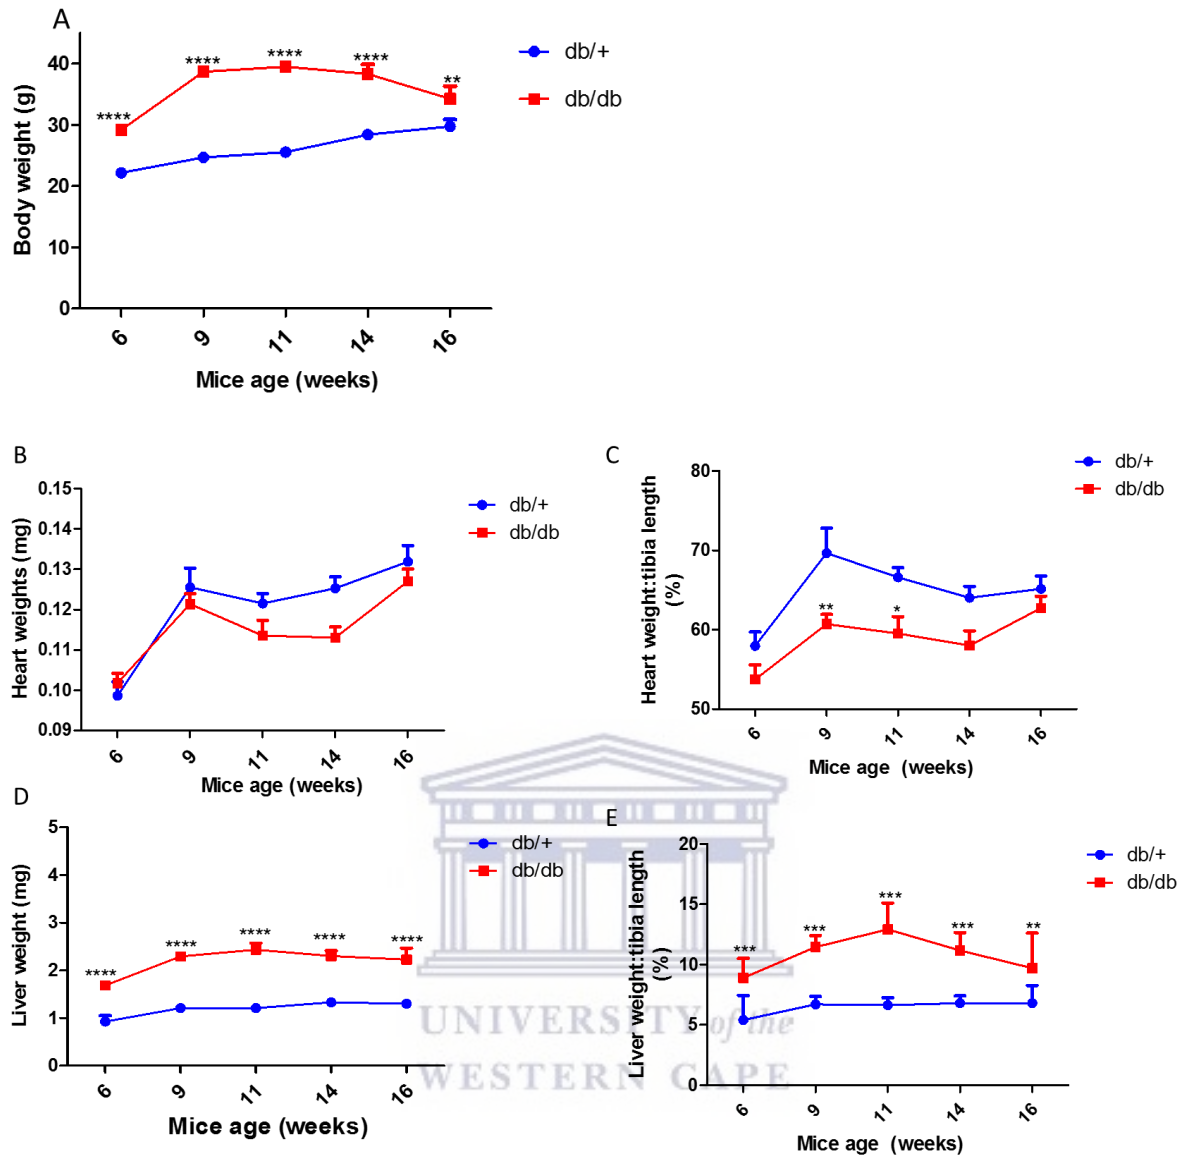 A
db/+
db/db
Body weight (g)
40
30
20
10
0
**** **** **** **** **
6 9 11 14 16
Mice age (weeks)
B
db/+
db/db
Heart weights (mg)
0.15
0.14
0.13
0.12
0.11
0.10
0.09
6 9 11 14 16
Mice age (weeks)
C
db/+
db/db
Heart weight:tibia length
(%)
80
70
60
50
** *
6 9 11 14 16
Mice age (weeks)
D
db/+
db/db
Liver weight (mg)
5
4
3
2
1
0
**** **** **** **** ****
6 9 11 14 16
Mice age (weeks)
E
db/+
db/db
Liver weight:tibia length
(%)
20
15
10
5
0
*** *** *** *** **
6 9 11 14 16
Mice age (weeks)
UNIVERSITY of the
WESTERN CAPE